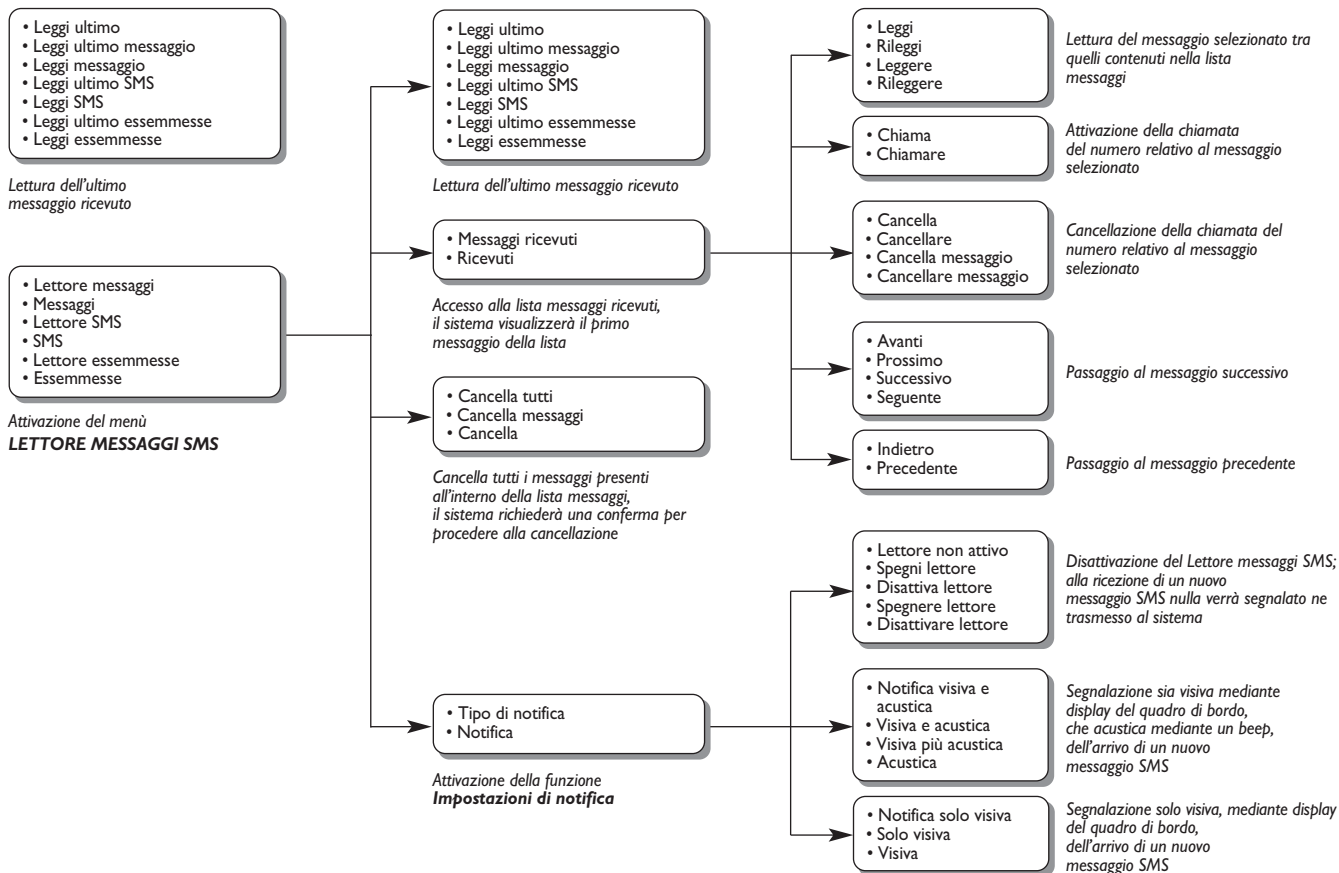 • Leggi ultimo
• Leggi ultimo messaggio
• Leggi messaggio
• Leggi ultimo SMS
• Leggi SMS
• Leggi ultimo essemmesse
• Leggi essemmesse
Lettura dell'ultimo
messaggio ricevuto
• Lettore messaggi
• Messaggi
• Lettore SMS
• SMS
• Lettore essemmesse
• Essemmesse
Attivazione del menù
LETTORE MESSAGGI SMS
• Leggi ultimo
• Leggi ultimo messaggio
• Leggi messaggio
• Leggi ultimo SMS
• Leggi SMS
• Leggi ultimo essemmesse
• Leggi essemmesse
Lettura dell'ultimo messaggio ricevuto
• Messaggi ricevuti
• Ricevuti
Accesso alla lista messaggi ricevuti,
il sistema visualizzerà il primo
messaggio della lista
• Cancella tutti
• Cancella messaggi
• Cancella
Cancella tutti i messaggi presenti
all'interno della lista messaggi,
il sistema richiederà una conferma per
procedere alla cancellazione
• Tipo di notifica
• Notifica
Attivazione della funzione
Impostazioni di notifica
• Leggi
• Rileggi
• Leggere
• Rileggere
Lettura del messaggio selezionato tra
quelli contenuti nella lista
messaggi
• Chiama
• Chiamare
Attivazione della chiamata
del numero relativo al messaggio
selezionato
• Cancella
• Cancellare
• Cancella messaggio
• Cancellare messaggio
Cancellazione della chiamata del
numero relativo al messaggio
selezionato
• Avanti
• Prossimo
• Successivo
• Seguente
Passaggio al messaggio successivo
• Indietro
• Precedente
Passaggio al messaggio precedente
• Lettore non attivo
• Spegni lettore
• Disattiva lettore
• Spegnere lettore
• Disattivare lettore
Disattivazione del Lettore messaggi SMS;
alla ricezione di un nuovo
messaggio SMS nulla verrà segnalato ne
trasmesso al sistema
• Notifica visiva e
acustica
• Visiva e acustica
• Visiva più acustica
• Acustica
Segnalazione sia visiva mediante
display del quadro di bordo,
che acustica mediante un beep,
dell'arrivo di un nuovo
messaggio SMS
• Notifica solo visiva
• Solo visiva
• Visiva
Segnalazione solo visiva, mediante display
del quadro di bordo,
dell'arrivo di un nuovo
messaggio SMS